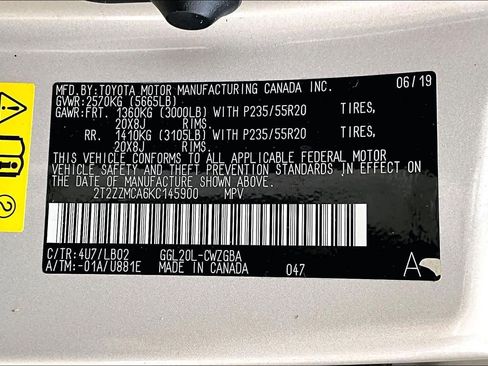 MFD.BY:TOYOTA MOTOR MANUFACTURING CANADA INC. 06/19
GVWR:2570KG (5665LB)
GAWR:FRT. 1360KG (3000LB) WITH P235/55R20 TIRES,
20X8J RIMS
RR. 1410KG (3105LB) WITH P235/55R20 TIRES,
20X8J RIMS
THIS VEHICLE CONFORMS TO ALL APPLICABLE FEDERAL MOTOR
VEHICLE SAFETY AND THEFT PREVENTION STANDARDS IN EFFECT ON
THE DATE OF MANUFACTURE SHOWN ABOVE.
2T2ZZMCA6KC145900 MPV
C/TR:4U7/LB02 GGL20L-CWZGBA
A/TM:-01A/U881E MADE IN CANADA 047 A
2